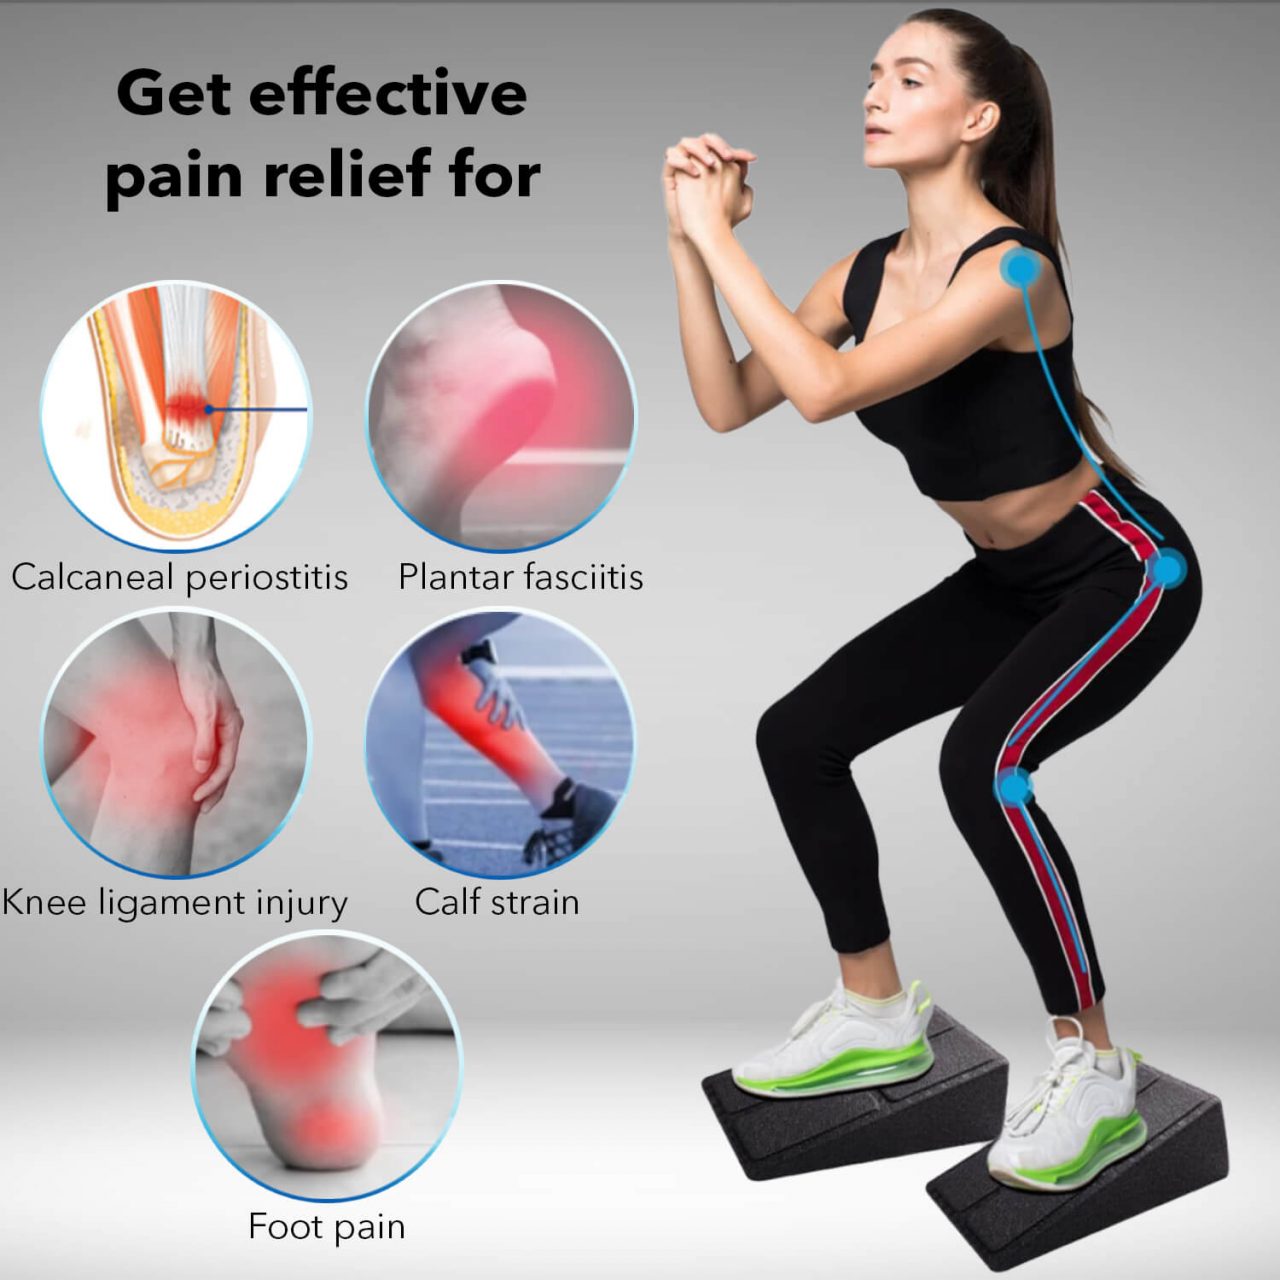 Get effective
pain relief for
Calcaneal periostitis
Plantar fasciitis
Knee ligament injury
Calf strain
Foot pain